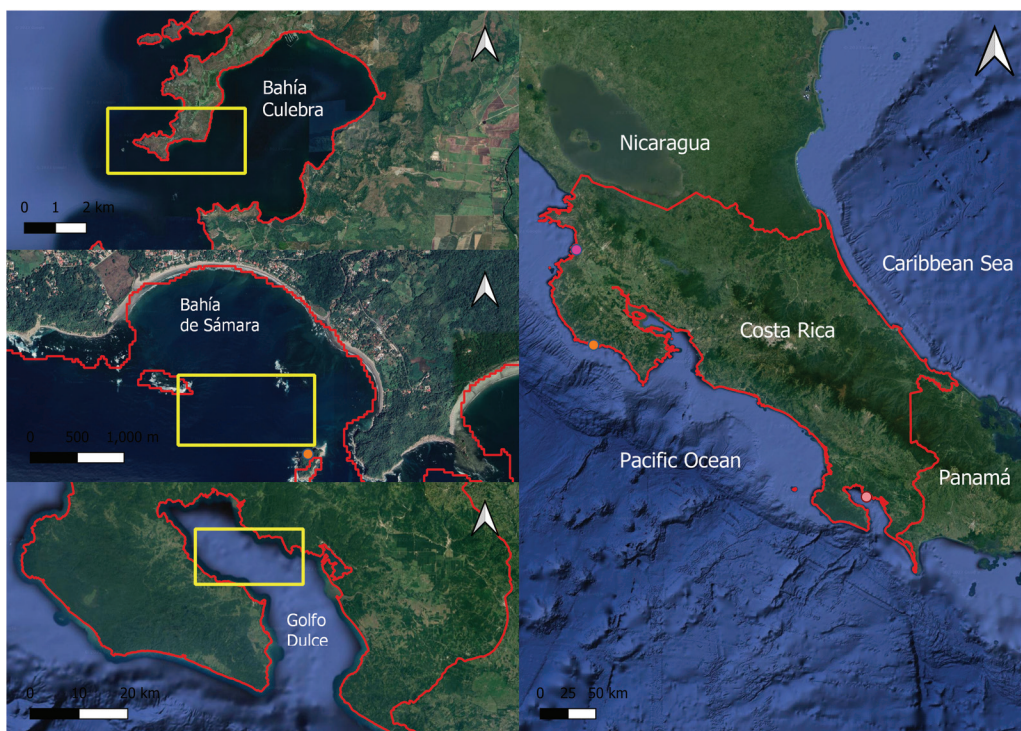 Bahía
Culebra
0 1 2 km
Bahía
de Sámara
0 500 1,000 m
Golfo
Dulce
0 10 20 km
Nicaragua
Caribbean Sea
Costa Rica
Pacific Ocean
Panamá
0 25 50 km